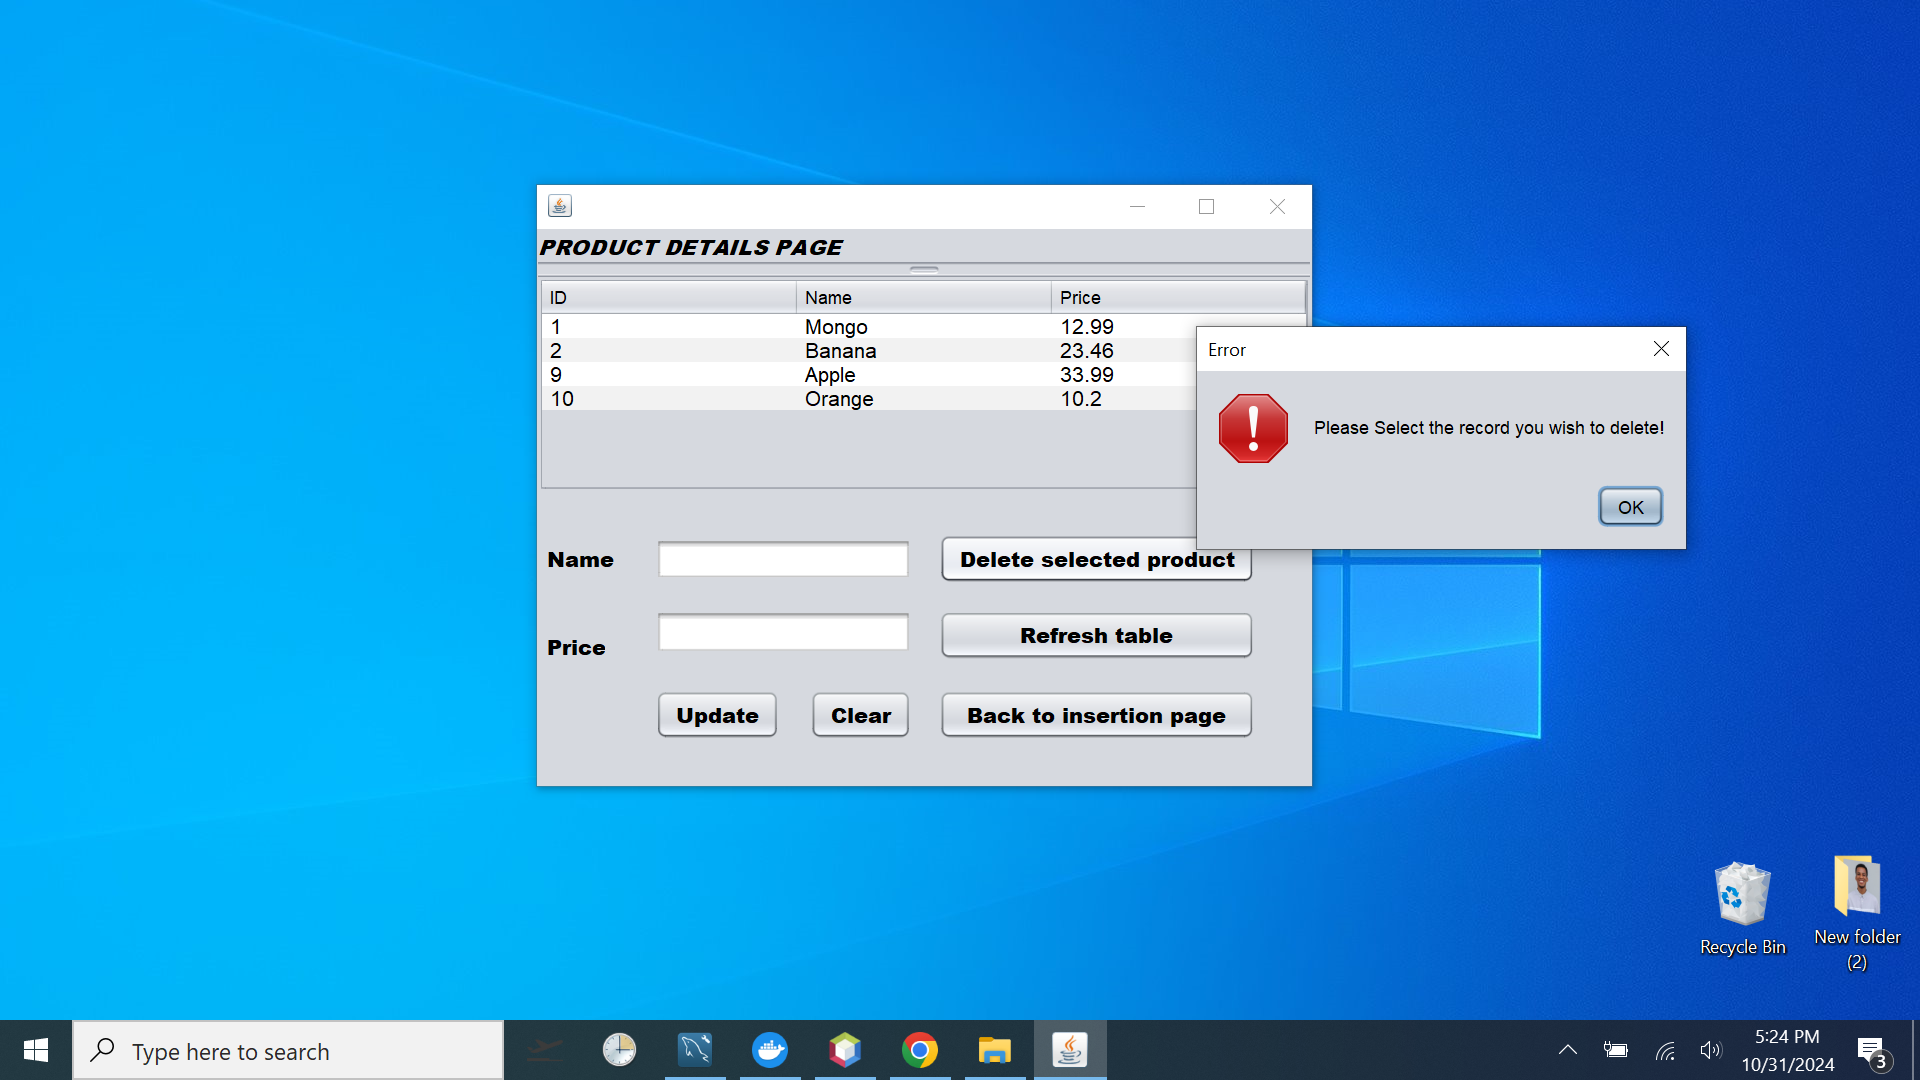 PRODUCT DETAILS PAGE
ID Name Price
1 Mongo 12.99
2 Banana 23.46
9 Apple 33.99
10 Orange 10.2
Error
Please Select the record you wish to delete!
OK
Name
Delete selected product
Refresh table
Price
Update Clear Back to insertion page
Recycle Bin
New folder
(2)
Type here to search
5:24 PM
10/31/2024
3